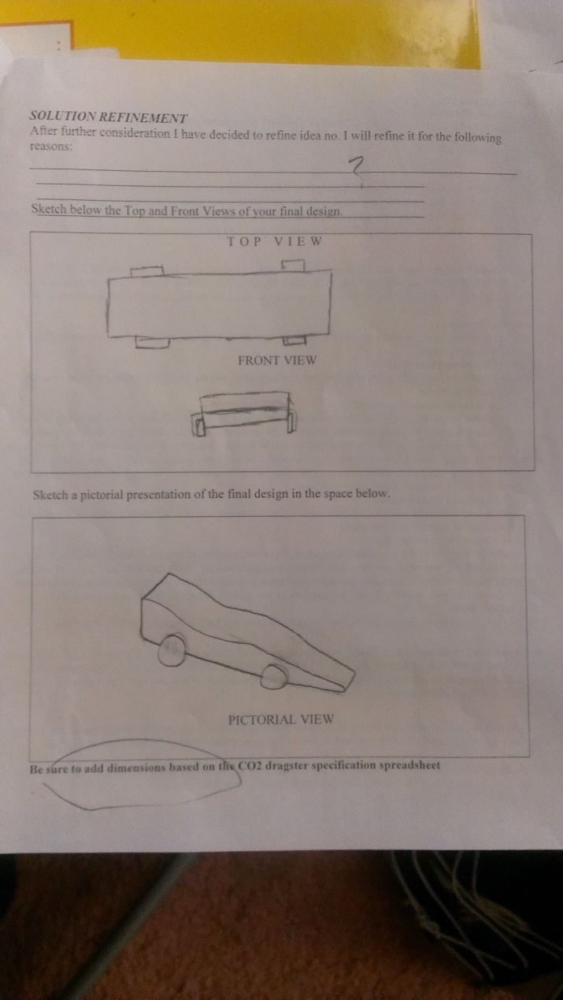 SOLUTION REFINEMENT
After further consideration I have decided to refine idea no. I will refine it for the following
reasons:
?
Sketch below the Top and Front Views of your final design.
TOP VIEW
FRONT VIEW
Sketch a pictorial presentation of the final design in the space below.
PICTORIAL VIEW
Be sure to add dimensions based on the CO2 dragster specification spreadsheet